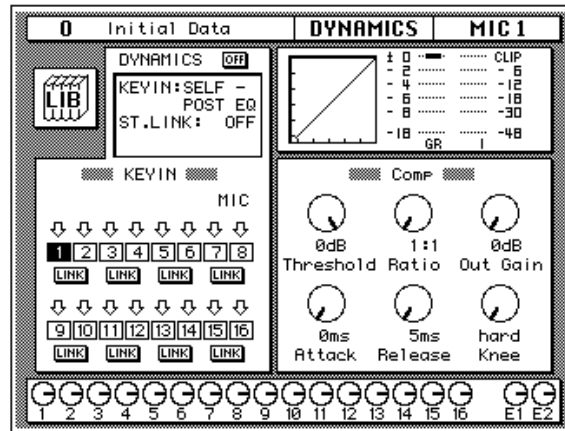 0 Initial Data DYNAMICS MIC 1
DYNAMICS OFF
LIB
KEYIN:SELF -
POST EQ
ST.LINK: OFF
± 0 CLIP
- 2 - 6
- 4 -12
- 6 -18
- 8 -30
-18 -48
GR I
KEYIN
MIC
1 2 3 4 5 6 7 8
LINK LINK LINK LINK
9 10 11 12 13 14 15 16
LINK LINK LINK LINK
Comp
0dB 1:1 0dB
Threshold Ratio Out Gain
0ms 5ms hard
Attack Release Knee
1 2 3 4 5 6 7 8 9 10 11 12 13 14 15 16 E1 E2